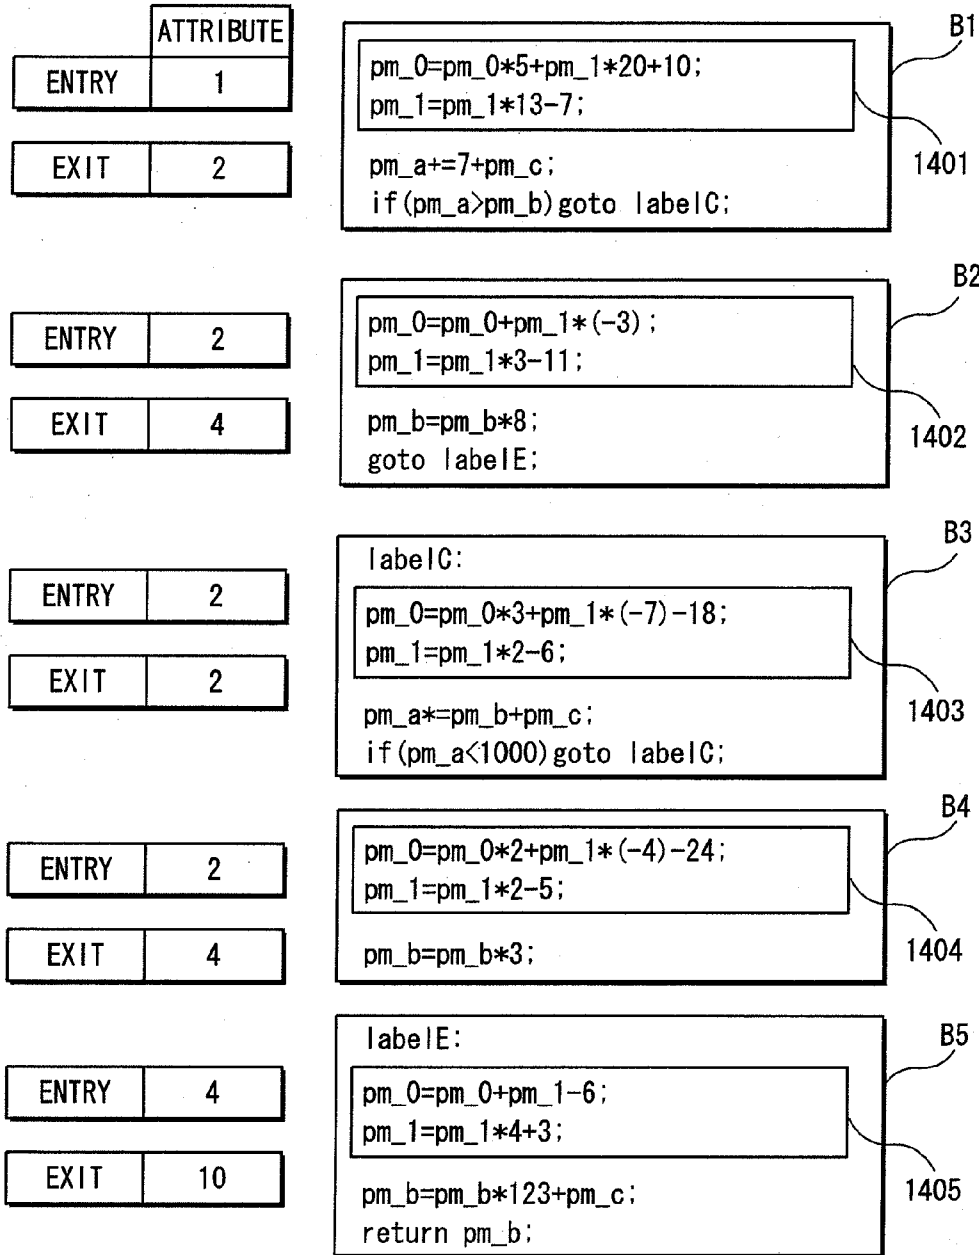 ATTRIBUTE
ENTRY 1
EXIT 2
B1
pm_0=pm_0*5+pm_1*20+10;
pm_1=pm_1*13-7;
1401
pm_a+=7+pm_c;
if(pm_a>pm_b)goto labelC;
ENTRY 2
EXIT 4
B2
pm_0=pm_0+pm_1*(-3);
pm_1=pm_1*3-11;
1402
pm_b=pm_b*8;
goto labelE;
ENTRY 2
EXIT 2
B3
labelC:
pm_0=pm_0*3+pm_1*(-7)-18;
pm_1=pm_1*2-6;
1403
pm_a*=pm_b+pm_c;
if(pm_a<1000)goto labelC;
ENTRY 2
EXIT 4
B4
pm_0=pm_0*2+pm_1*(-4)-24;
pm_1=pm_1*2-5;
1404
pm_b=pm_b*3;
ENTRY 4
EXIT 10
B5
labelE:
pm_0=pm_0+pm_1-6;
pm_1=pm_1*4+3;
1405
pm_b=pm_b*123+pm_c;
return pm_b;